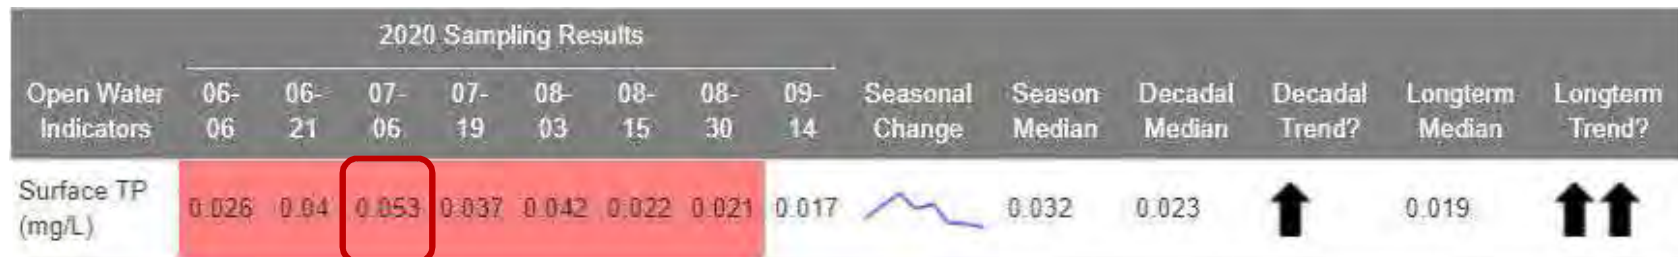 2020 Sampling Results
Open Water 06- 06- 07- 07- 08- 08- 08- 09- Seasonal Season Decadal Decadal Longterm Longterm
Indicators 06 21 06 19 03 15 30 14 Change Median Median Trend? Median Trend?
Surface TP
0.026 0.04 0.053 0.037 0.042 0.022 0.021 0.017 0.032 0.023 0.019
(mg/L)